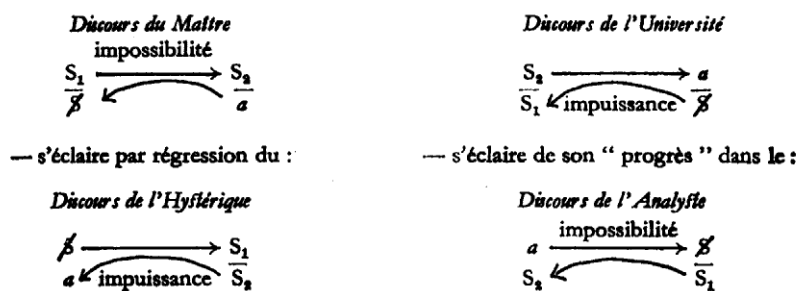 Discours du Maître
impossibilité
S₁ ⟶ S₂
$ a
Discours de l'Université
S₂ ⟶ a
S₁ impuissance $
— s'éclaire par régression du :
— s'éclaire de son “ progrès ” dans le :
Discours de l'Hystérique
$ ⟶ S₁
a impuissance S₂
Discours de l'Analyste
impossibilité
a ⟶ $
S₂ S₁